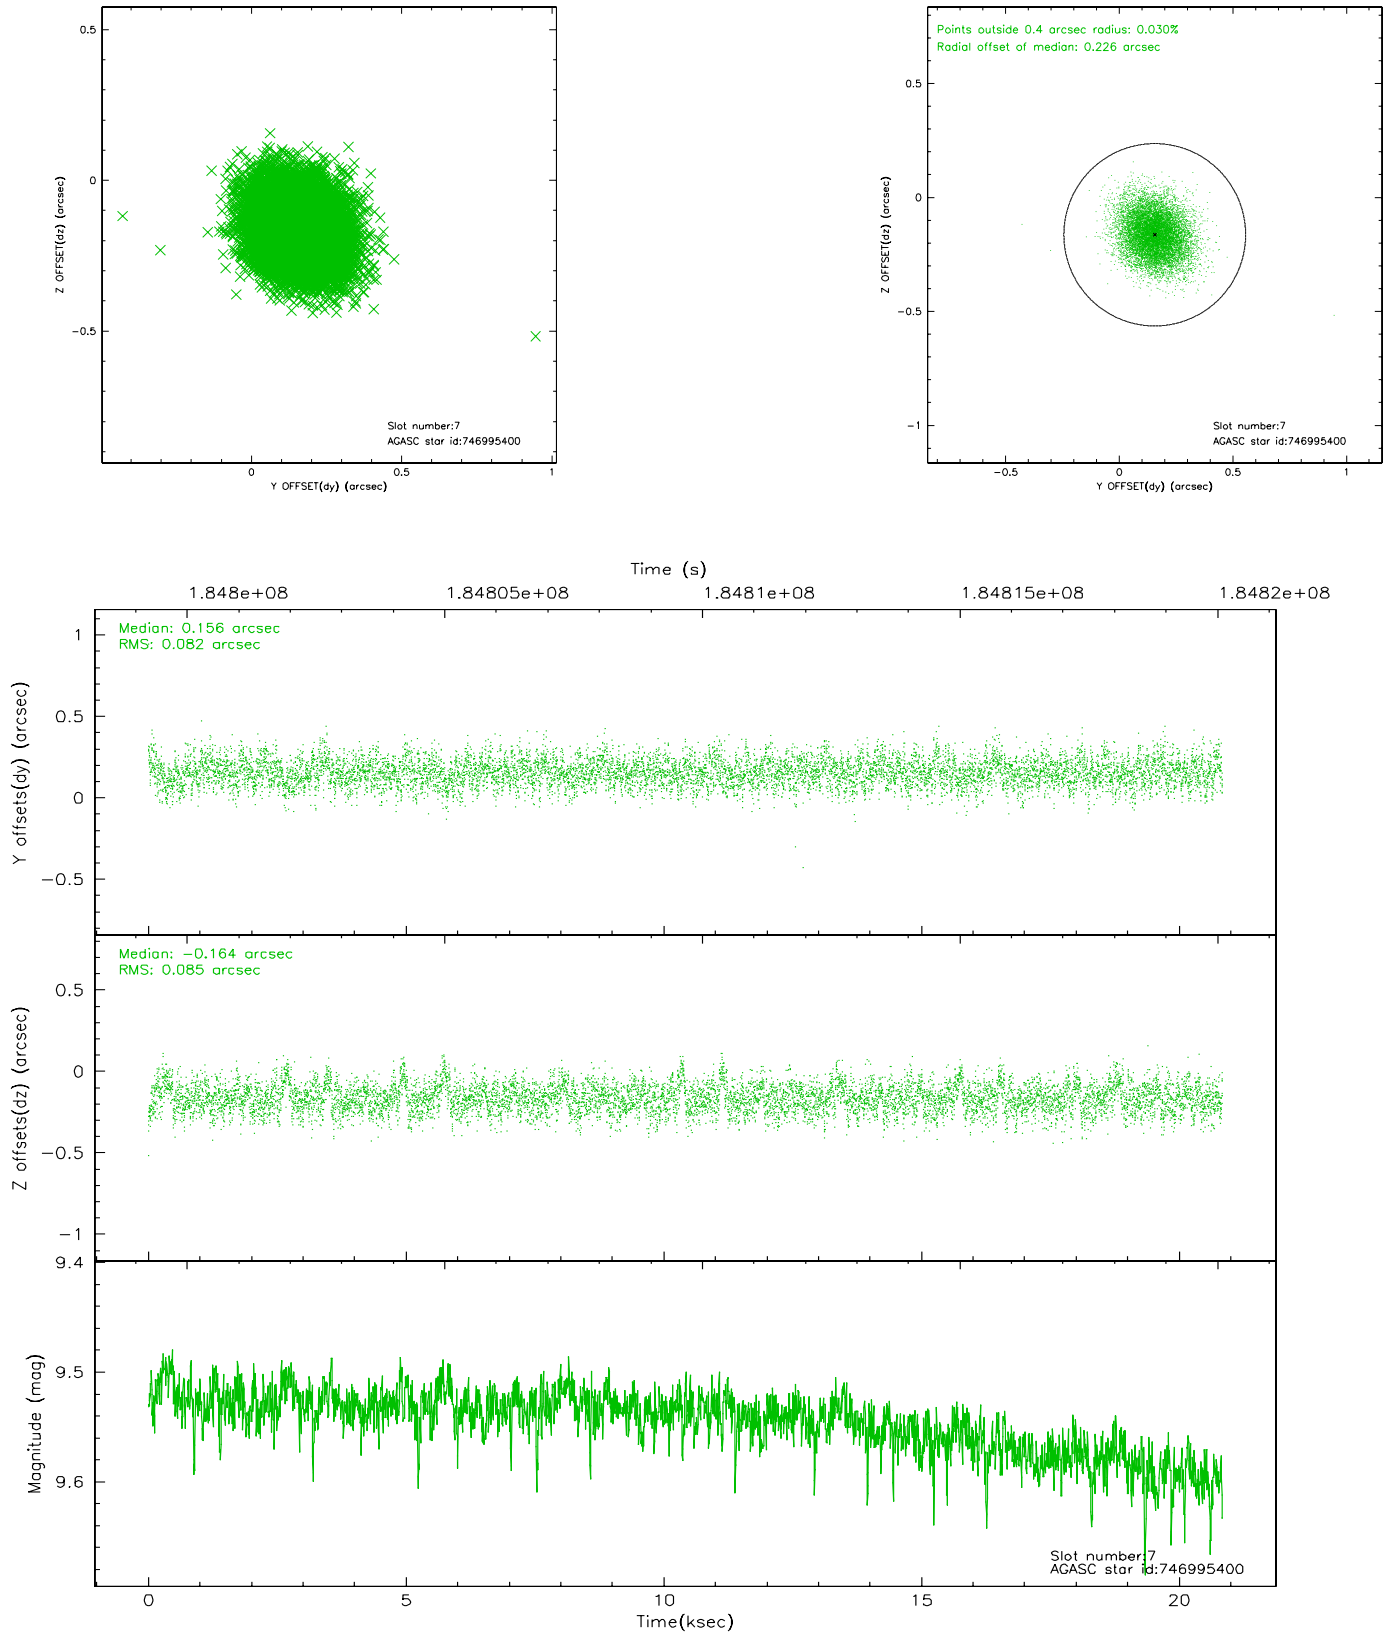 0.5
0
−0.5
Z OFFSET(dz) (arcsec)
Slot number:7
AGASC star id:746995400
0 0.5 1
Y OFFSET(dy) (arcsec)
Points outside 0.4 arcsec radius: 0.030%
Radial offset of median: 0.226 arcsec
0.5
0
−0.5
−1
Z OFFSET(dz) (arcsec)
Slot number:7
AGASC star id:746995400
−0.5 0 0.5 1
Y OFFSET(dy) (arcsec)
Time (s)
1.848e+08 1.84805e+08 1.8481e+08 1.84815e+08 1.8482e+08
Median: 0.156 arcsec
RMS: 0.082 arcsec
1
0.5
0
−0.5
Y offsets(dy) (arcsec)
Median: −0.164 arcsec
RMS: 0.085 arcsec
0.5
0
−0.5
−1
Z offsets(dz) (arcsec)
9.4
9.5
9.6
Magnitude (mag)
Slot number:7
AGASC star id:746995400
0 5 10 15 20
Time(ksec)